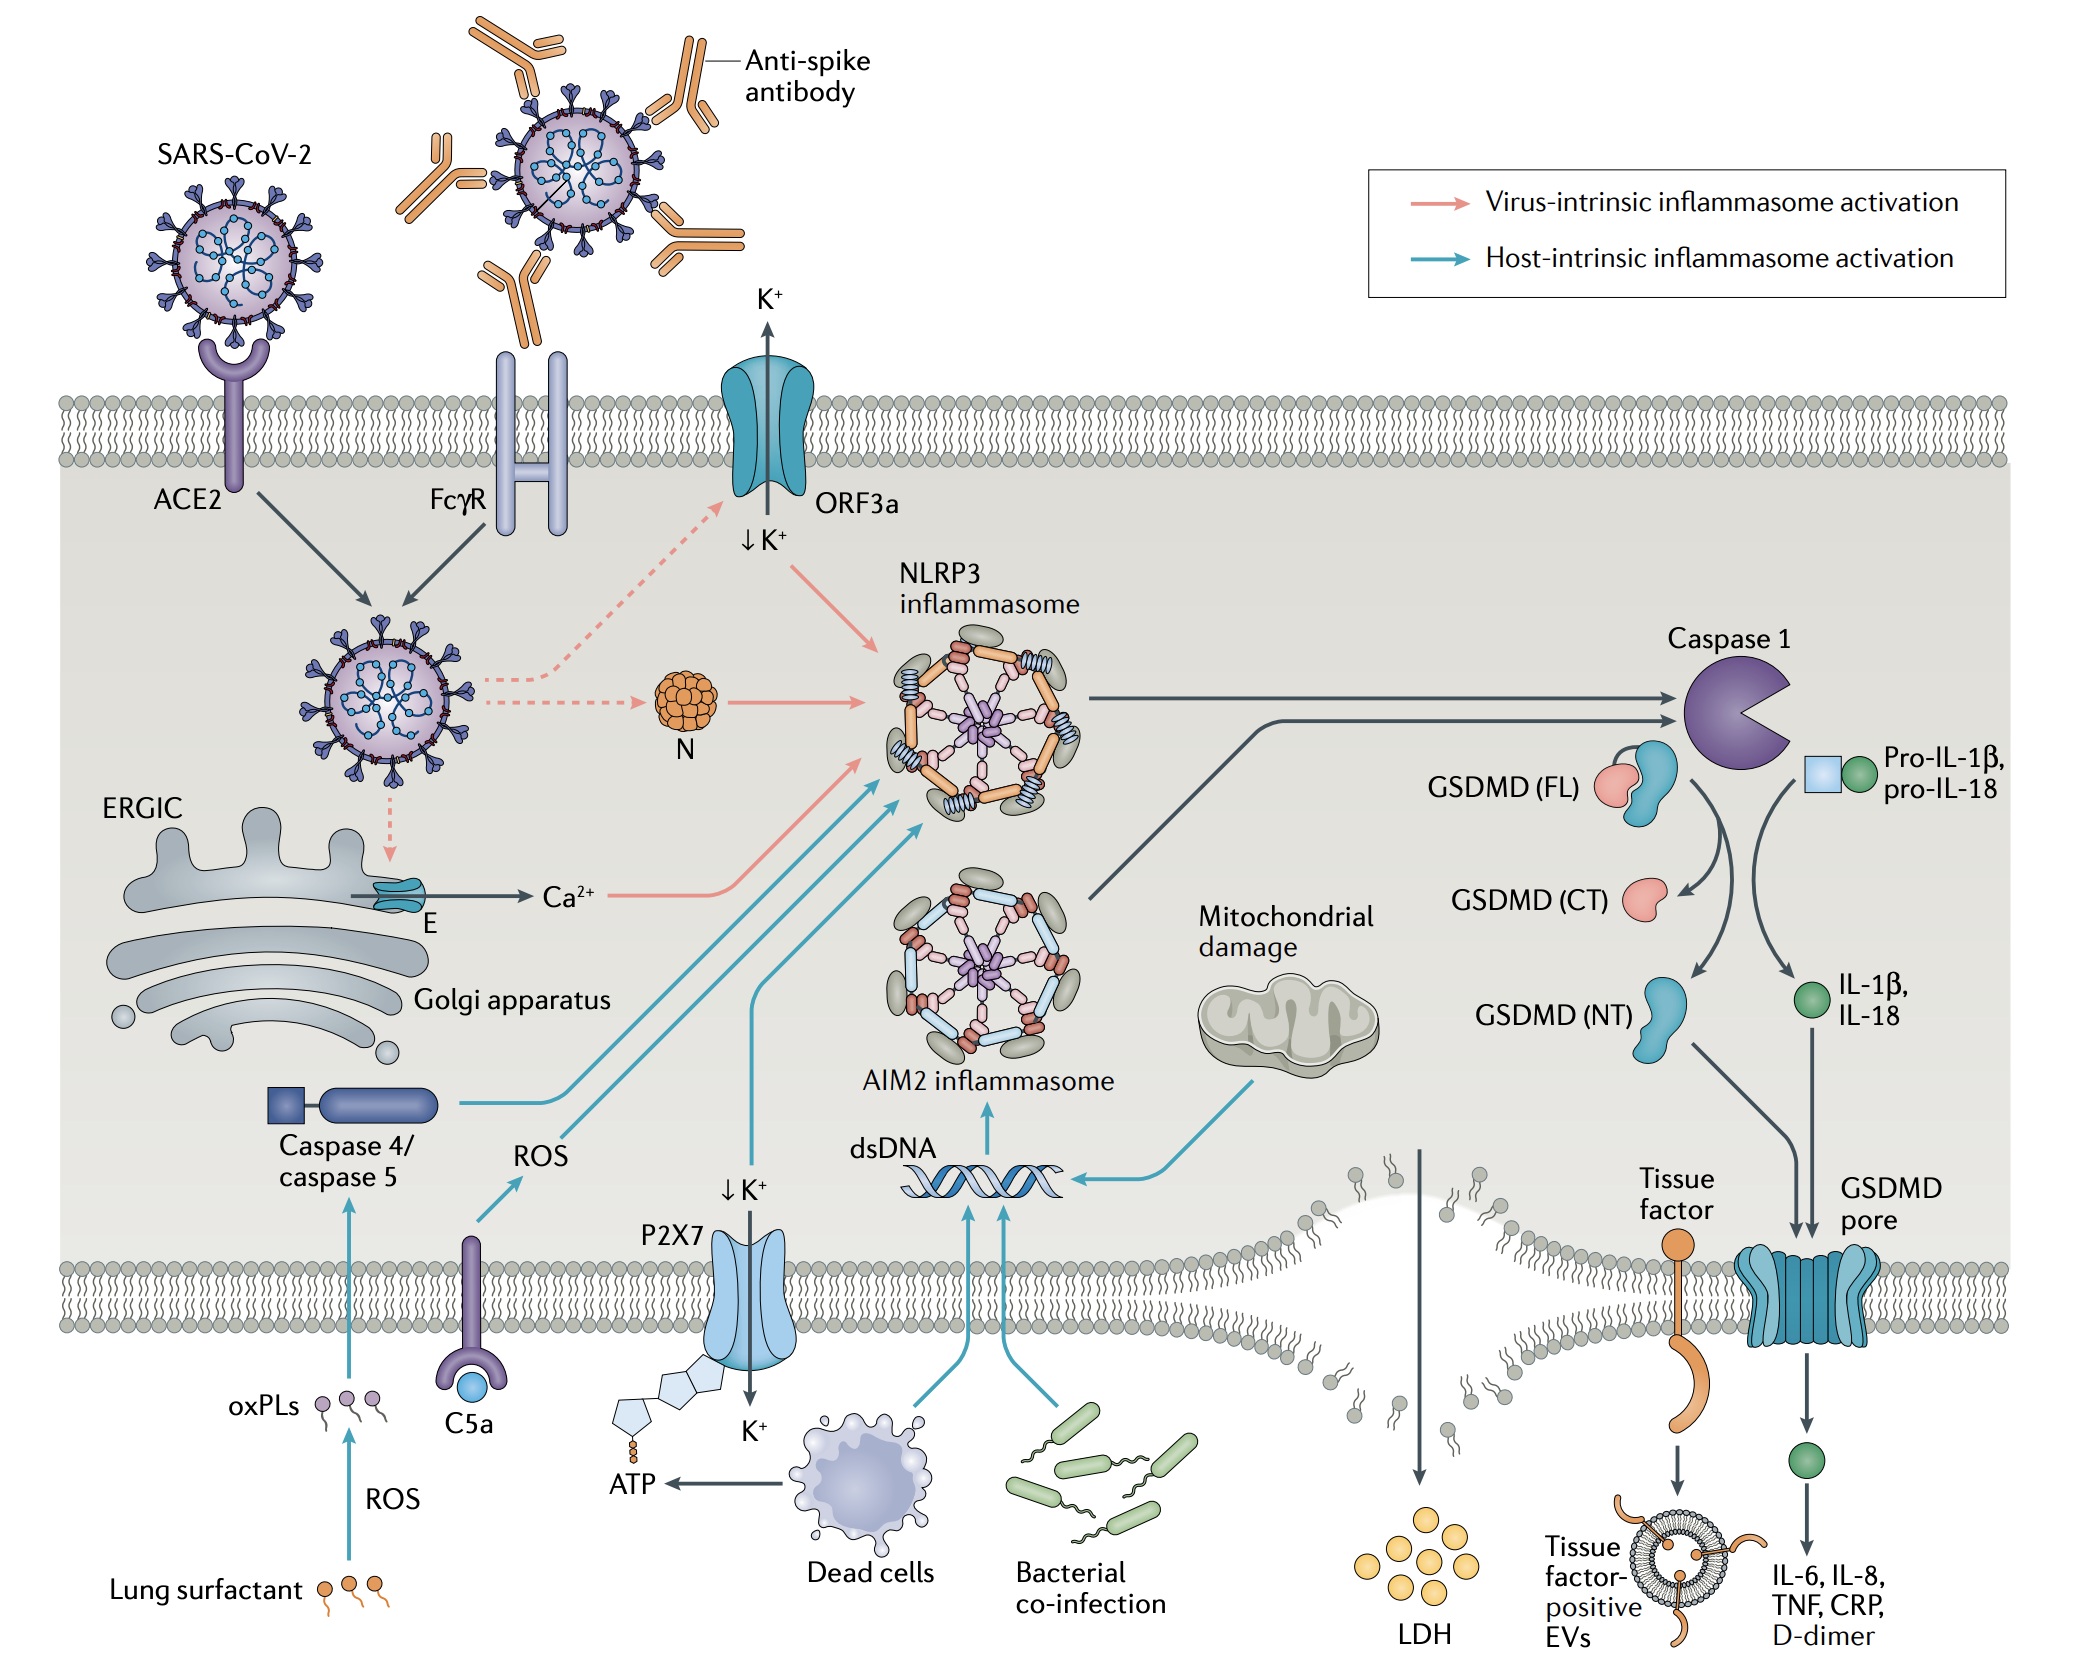 Anti-spike
antibody
SARS-CoV-2
Virus-intrinsic inflammasome activation
Host-intrinsic inflammasome activation
K⁺
ACE2
FcγR
ORF3a
↓ K⁺
NLRP3
inflammasome
Caspase 1
N
GSDMD (FL)
Pro-IL-1β,
pro-IL-18
ERGIC
Ca²⁺
E
GSDMD (CT)
Mitochondrial
damage
Golgi apparatus
GSDMD (NT)
IL-1β,
IL-18
AIM2 inflammasome
Caspase 4/
caspase 5
ROS
dsDNA
↓ K⁺
P2X7
Tissue
factor
GSDMD
pore
oxPLs
C5a
K⁺
ATP
ROS
Lung surfactant
Dead cells
Bacterial
co-infection
LDH
Tissue
factor-
positive
EVs
IL-6, IL-8,
TNF, CRP,
D-dimer